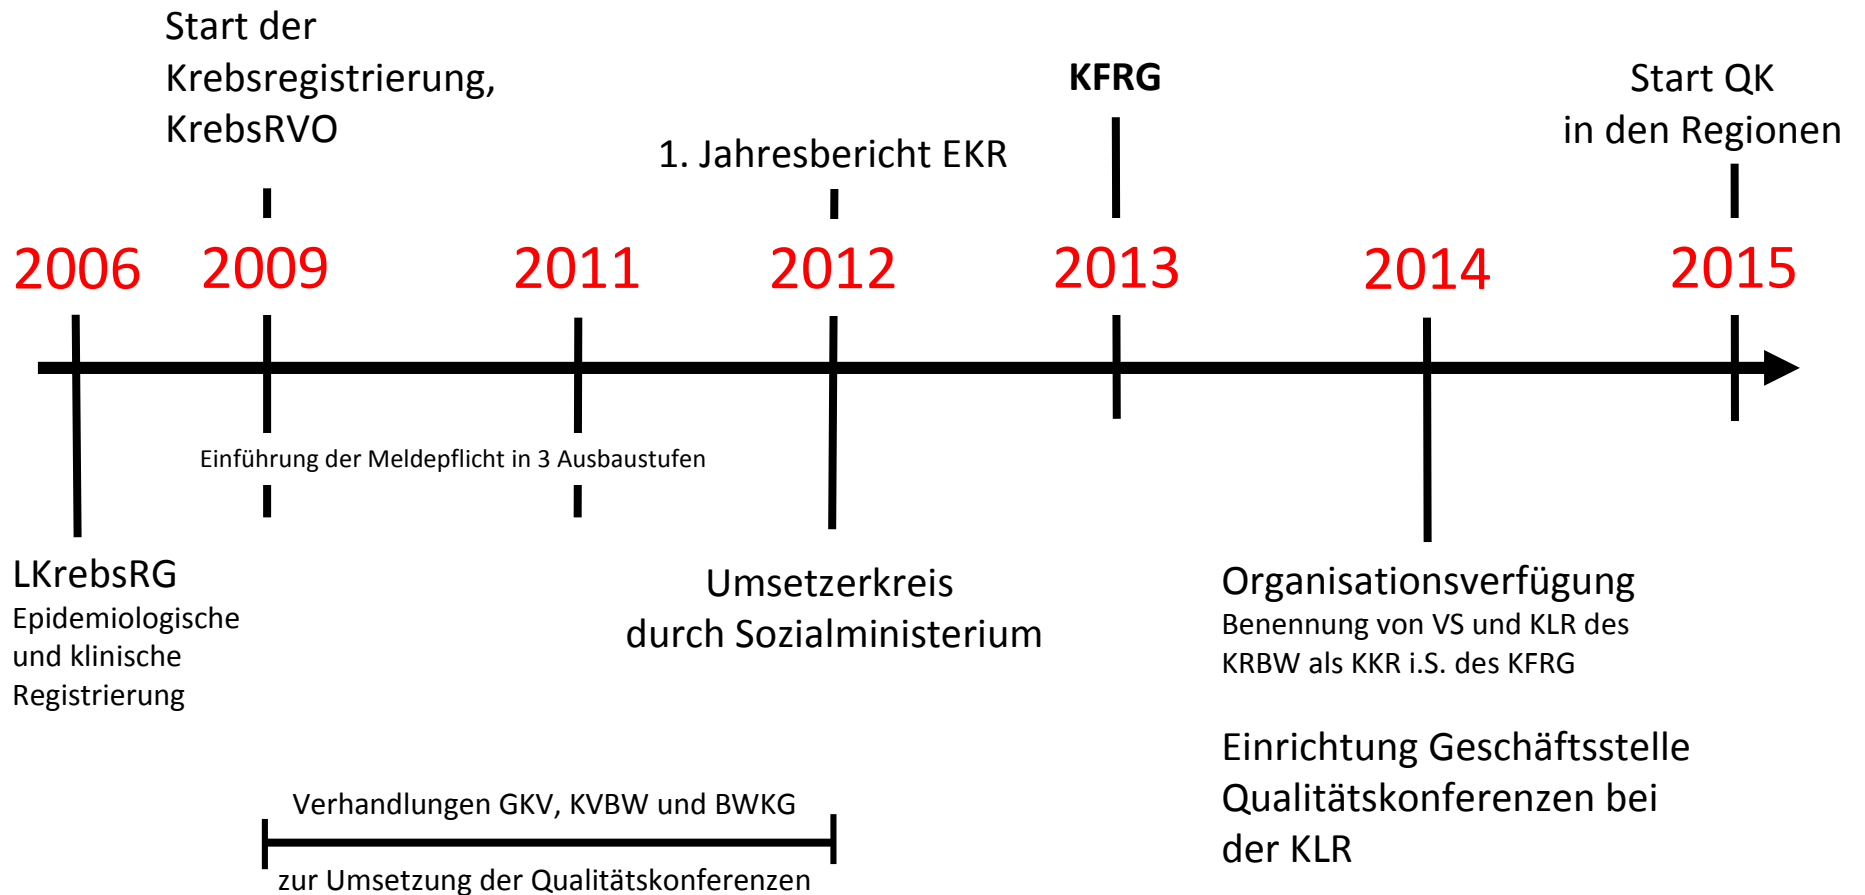 Start der
Krebsregistrierung,
KrebsRVO
1. Jahresbericht EKR
KFRG
Start QK
in den Regionen
2006
2009
2011
2012
2013
2014
2015
Einführung der Meldepflicht in 3 Ausbaustufen
LKrebsRG
Epidemiologische
und klinische
Registrierung
Umsetzerkreis
durch Sozialministerium
Organisationsverfügung
Benennung von VS und KLR des
KRBW als KKR i.S. des KFRG
Einrichtung Geschäftsstelle
Qualitätskonferenzen bei
der KLR
Verhandlungen GKV, KVBW und BWKG
zur Umsetzung der Qualitätskonferenzen